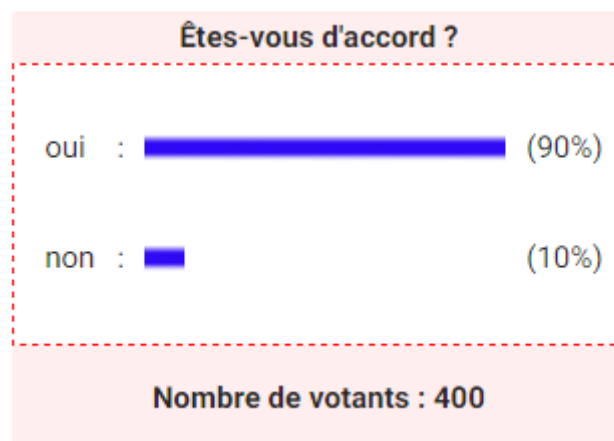 Êtes-vous d'accord ?
oui : (90%)
non : (10%)
Nombre de votants : 400